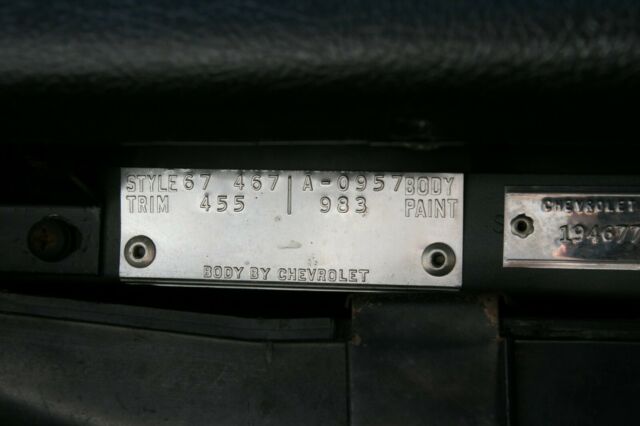 STYLE 67 467 | A-0957 BODY
TRIM 455 | 983 PAINT
BODY BY CHEVROLET
CHEVROLET
194677